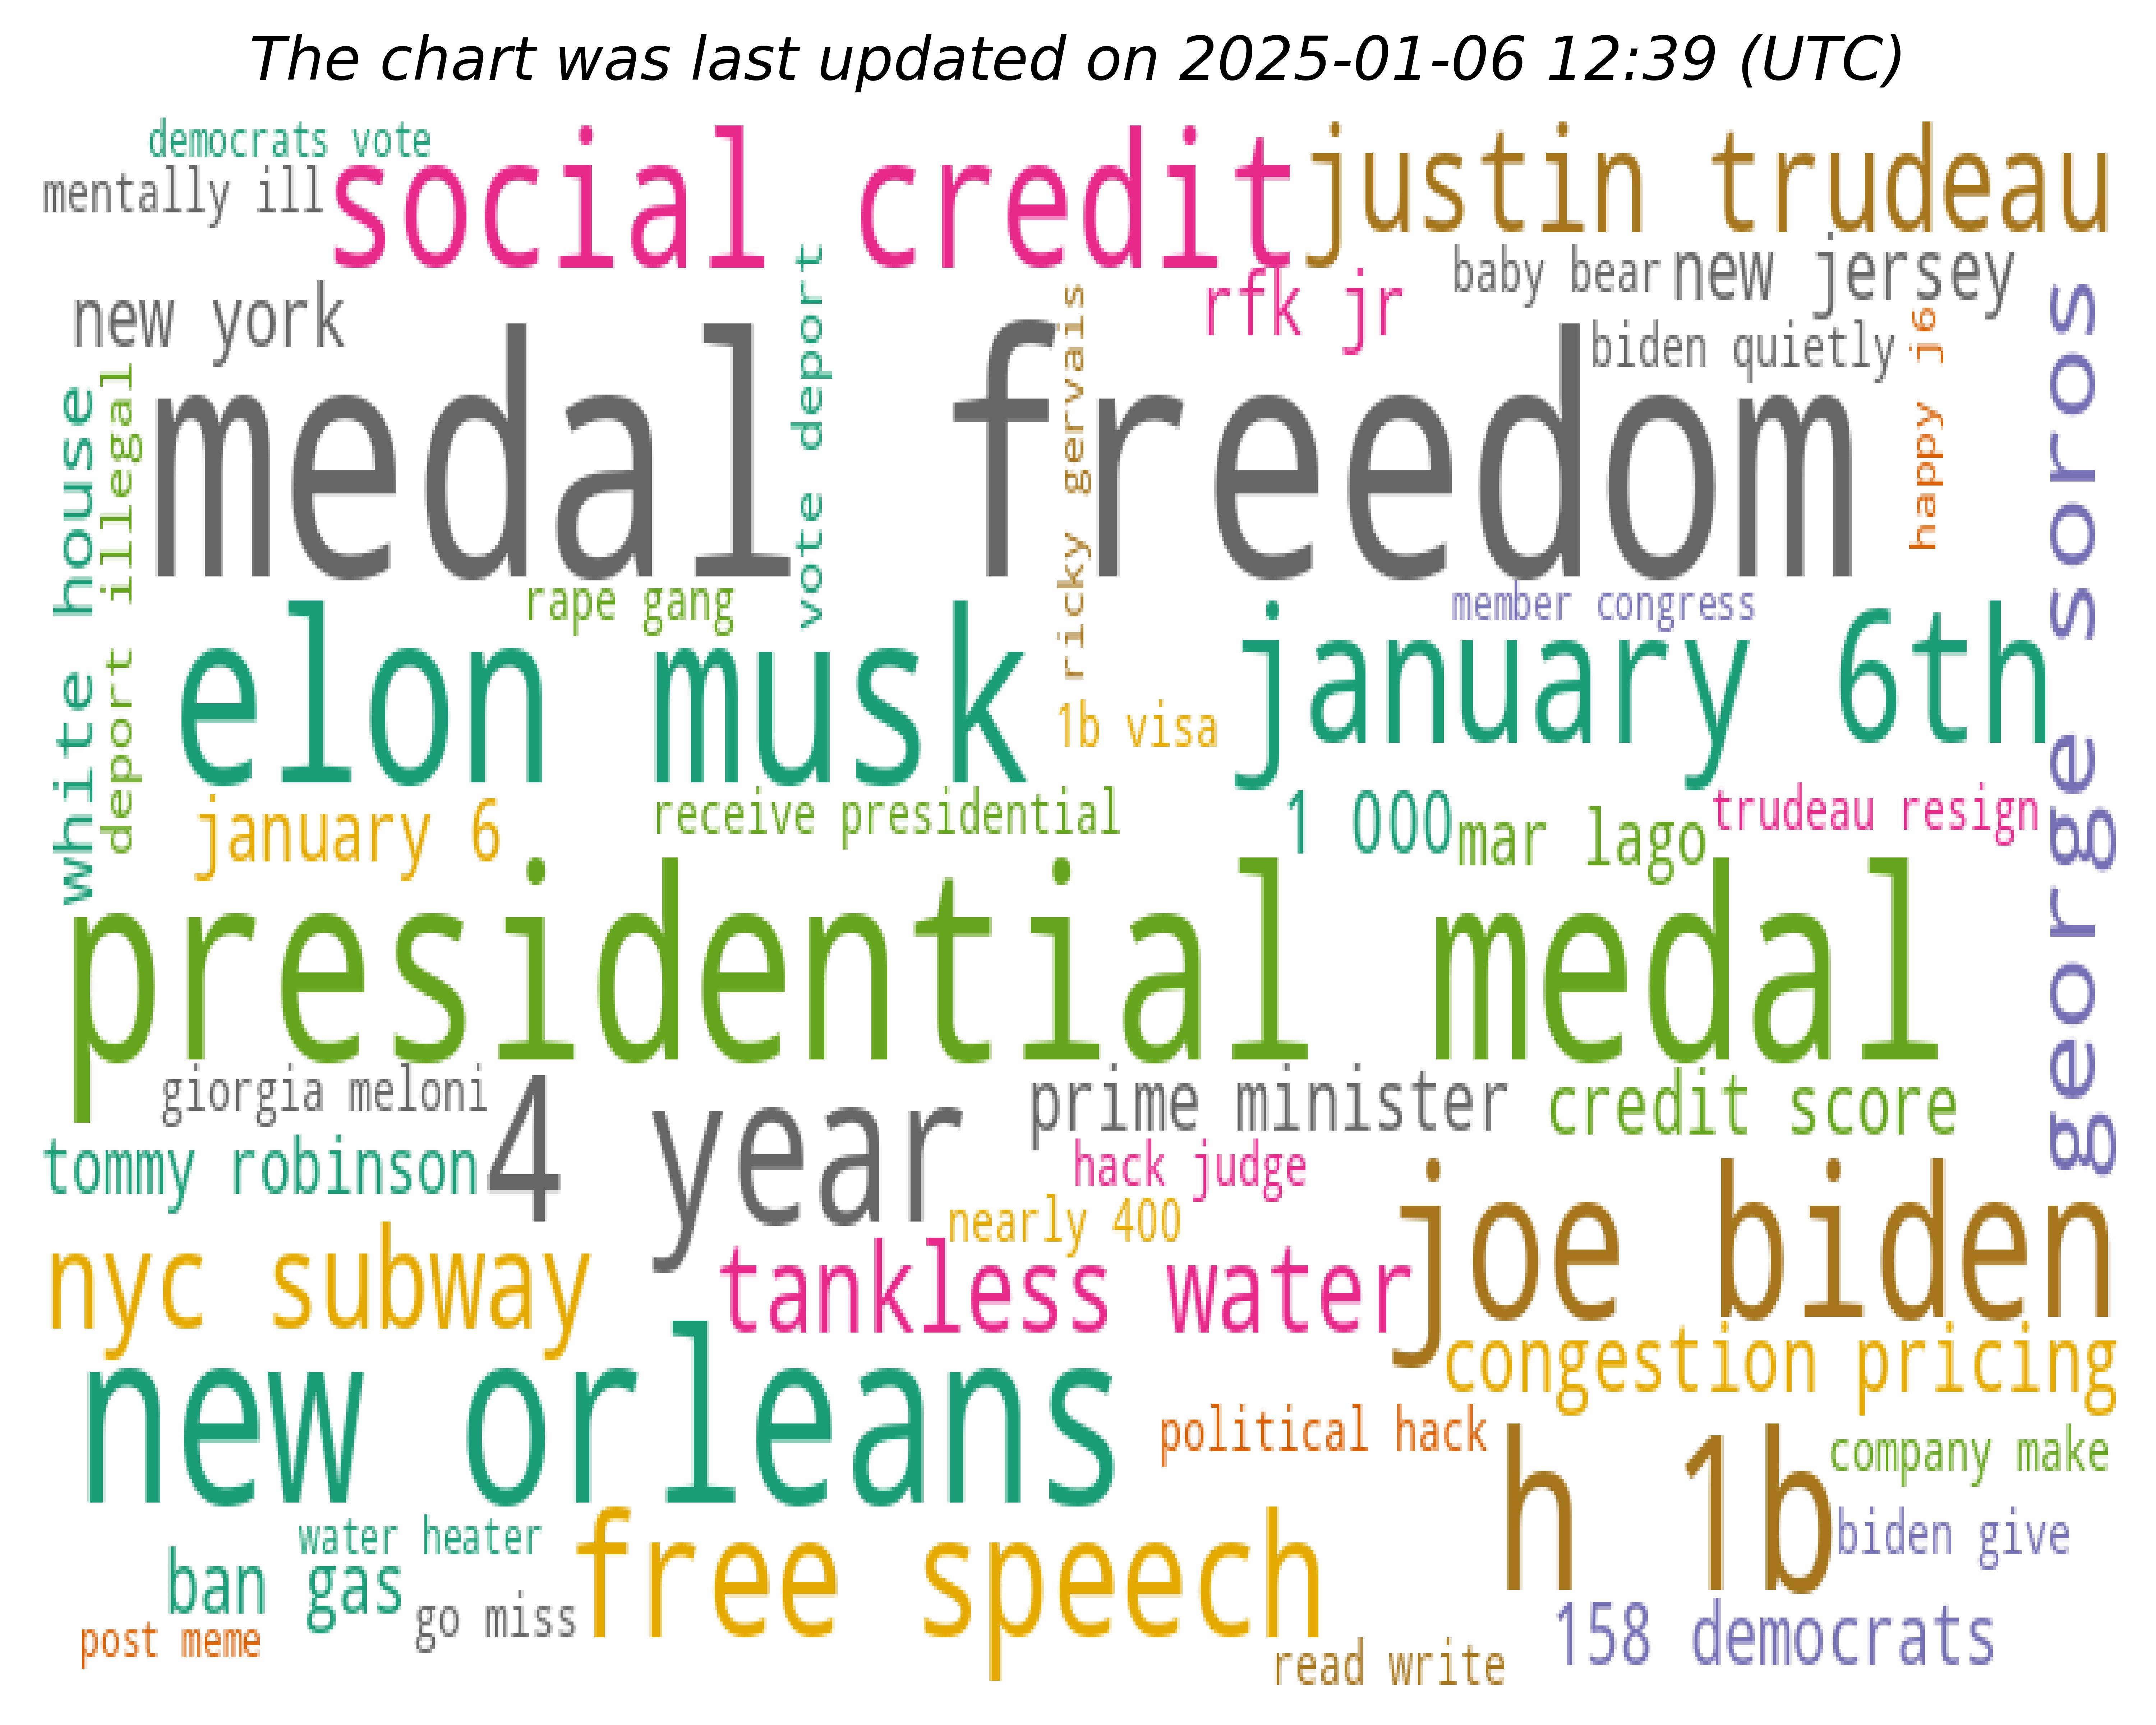 The chart was last updated on 2025-01-06 12:39 (UTC)
democrats vote
mentally ill
social credit
justin trudeau
baby bear
new jersey
new york
rfk jr
biden quietly
happy j6
george soros
white house
deport illegal
medal freedom
vote deport
ricky gervais
rape gang
member congress
elon musk
january 6th
1b visa
january 6
receive presidential
1 000
mar lago
trudeau resign
presidential medal
giorgia meloni
4 year
prime minister
credit score
tommy robinson
hack judge
nearly 400
joe biden
nyc subway
tankless water
congestion pricing
new orleans
political hack
h 1b
company make
water heater
free speech
biden give
ban gas
go miss
158 democrats
post meme
read write